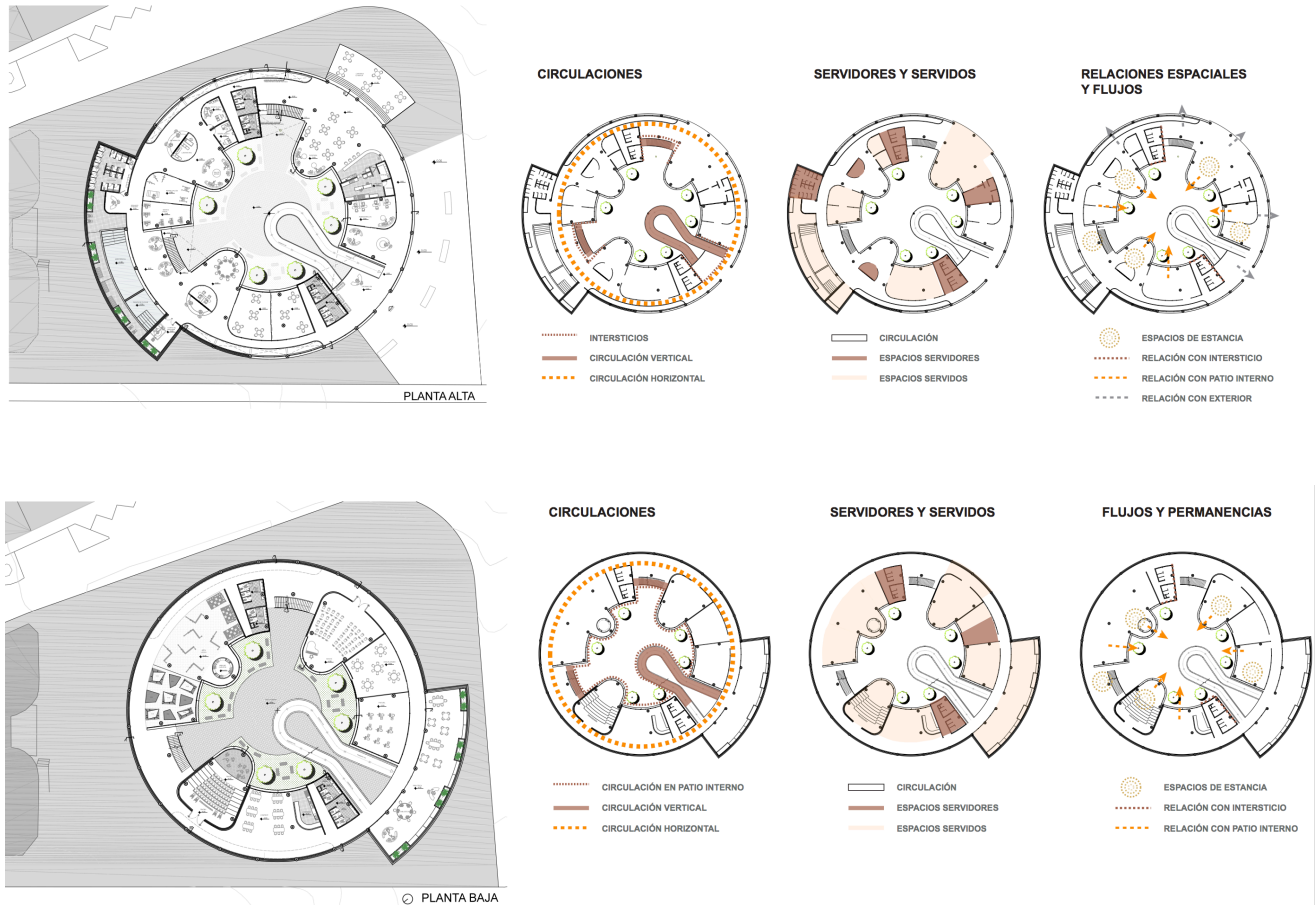 CIRCULACIONES
SERVIDORES Y SERVIDOS
RELACIONES ESPACIALES
Y FLUJOS
INTERSTICIOS
CIRCULACIÓN VERTICAL
CIRCULACIÓN HORIZONTAL
CIRCULACIÓN
ESPACIOS SERVIDORES
ESPACIOS SERVIDOS
ESPACIOS DE ESTANCIA
RELACIÓN CON INTERSTICIO
RELACIÓN CON PATIO INTERNO
RELACIÓN CON EXTERIOR
PLANTA ALTA
CIRCULACIONES
SERVIDORES Y SERVIDOS
FLUJOS Y PERMANENCIAS
CIRCULACIÓN EN PATIO INTERNO
CIRCULACIÓN VERTICAL
CIRCULACIÓN HORIZONTAL
CIRCULACIÓN
ESPACIOS SERVIDORES
ESPACIOS SERVIDOS
ESPACIOS DE ESTANCIA
RELACIÓN CON INTERSTICIO
RELACIÓN CON PATIO INTERNO
PLANTA BAJA